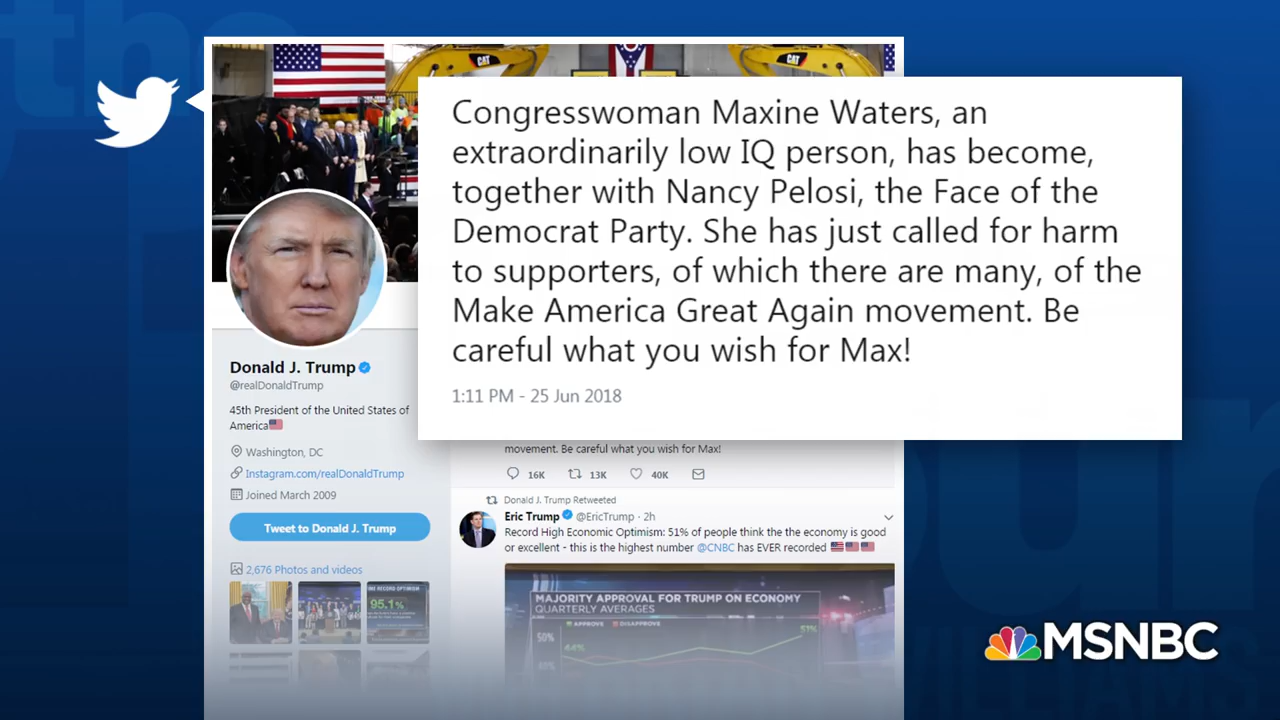 CAT
CAT
Congresswoman Maxine Waters, an
extraordinarily low IQ person, has become,
together with Nancy Pelosi, the Face of the
Democrat Party. She has just called for harm
to supporters, of which there are many, of the
Make America Great Again movement. Be
careful what you wish for Max!
1:11 PM - 25 Jun 2018
Donald J. Trump
@realDonaldTrump
45th President of the United States of
America
Washington, DC
Instagram.com/realDonaldTrump
Joined March 2009
Tweet to Donald J. Trump
2,676 Photos and videos
95.1%
movement. Be careful what you wish for Max!
16K 13K 40K
Donald J. Trump Retweeted
Eric Trump @EricTrump · 2h
Record High Economic Optimism: 51% of people think the the economy is good
or excellent - this is the highest number @CNBC has EVER recorded
MAJORITY APPROVAL FOR TRUMP ON ECONOMY
QUARTERLY AVERAGES
APPROVE DISAPPROVE
50%
44%
51%
40%
MSNBC